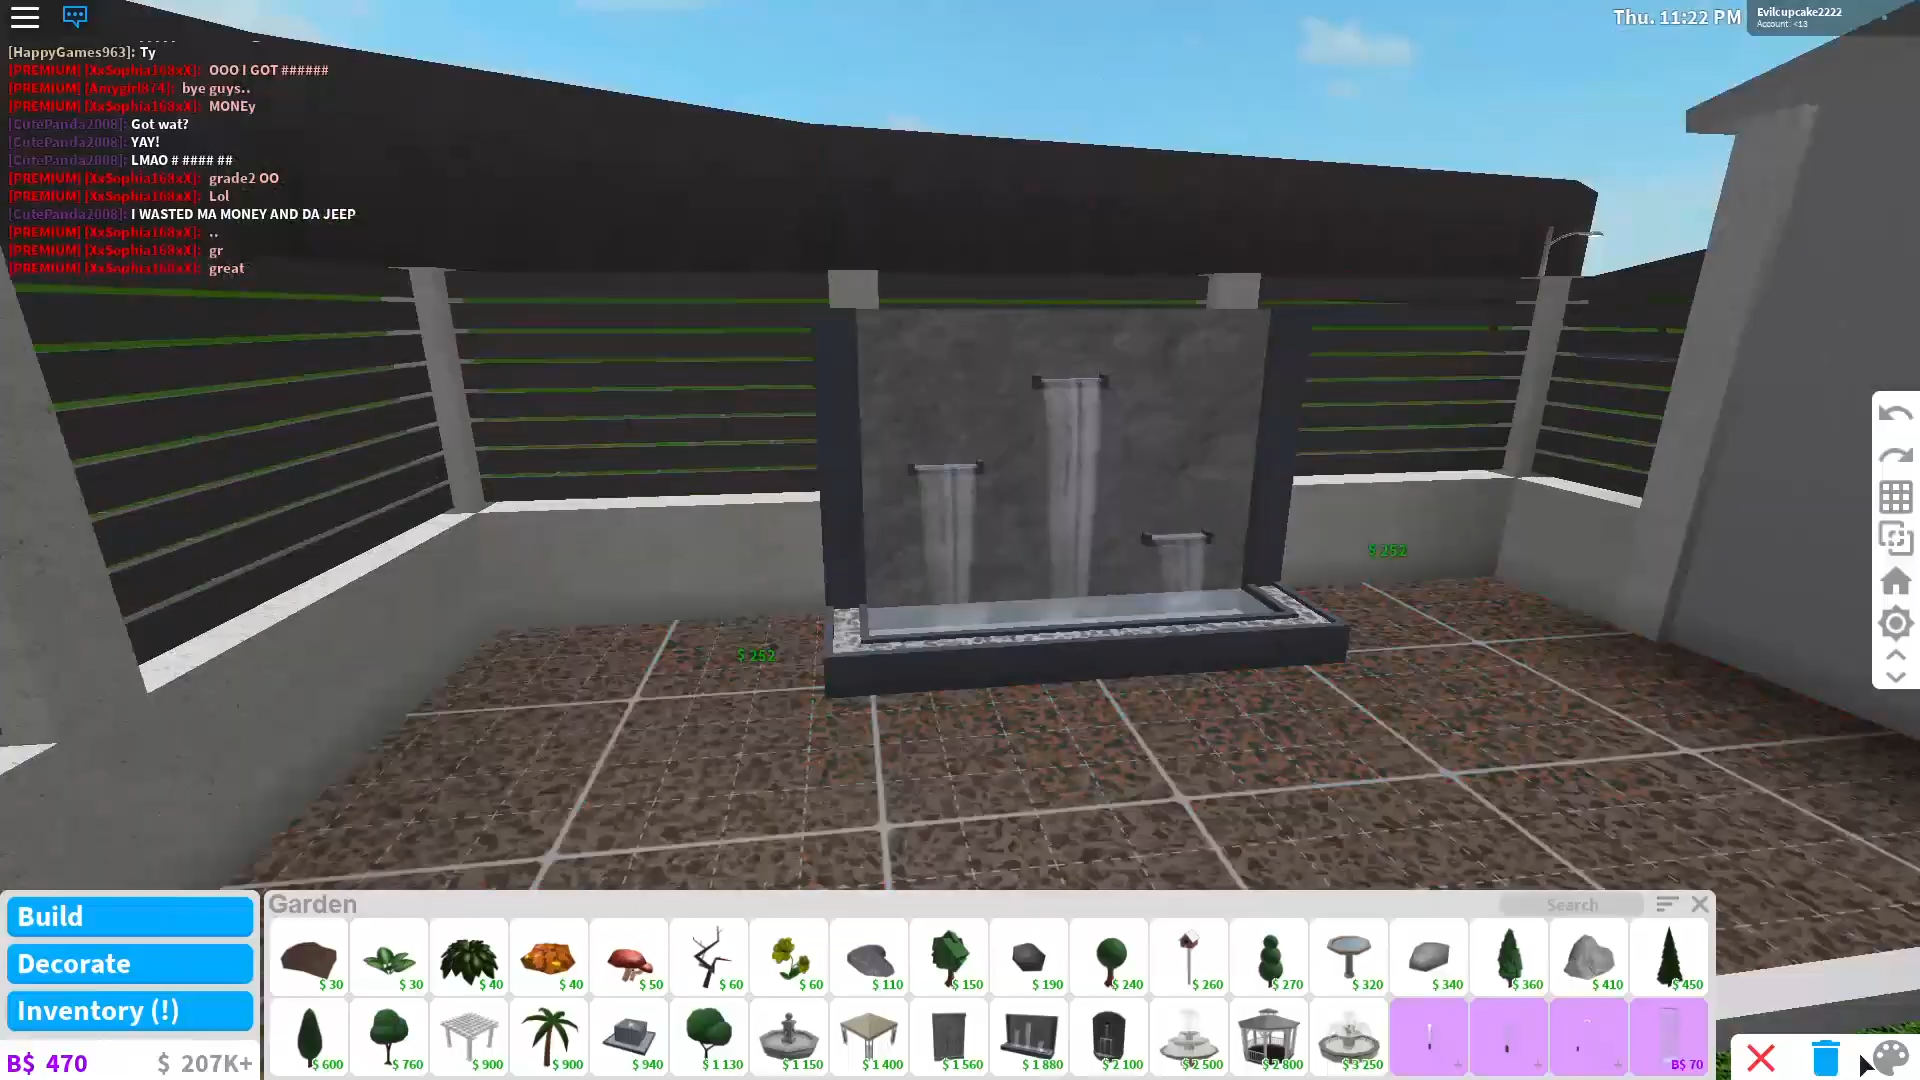 Thu. 11:22 PM
Evilcupcake2222
Account: <13
[HappyGames963]: Ty
[PREMIUM] [XxSophia168xX]: OOO I GOT ######
[PREMIUM] [Amygirl874]: bye guys..
[PREMIUM] [XxSophia168xX]: MONEy
[CutePanda2008]: Got wat?
[CutePanda2008]: YAY!
[CutePanda2008]: LMAO # #### ##
[PREMIUM] [XxSophia168xX]: grade2 OO
[PREMIUM] [XxSophia168xX]: Lol
[CutePanda2008]: I WASTED MA MONEY AND DA JEEP
[PREMIUM] [XxSophia168xX]: ..
[PREMIUM] [XxSophia168xX]: gr
[PREMIUM] [XxSophia168xX]: great
$ 252
$ 252
Build
Decorate
Inventory (!)
B$ 470 $ 207K+
Garden
Search
$ 30 $ 30 $ 40 $ 40 $ 50 $ 60 $ 60 $ 110 $ 150 $ 190 $ 240 $ 260 $ 270 $ 320 $ 340 $ 360 $ 410 $ 450
$ 600 $ 760 $ 900 $ 900 $ 940 $ 1 130 $ 1 150 $ 1 400 $ 1 560 $ 1 880 $ 2 100 $ 2 500 $ 2 800 $ 3 250 B$ 70